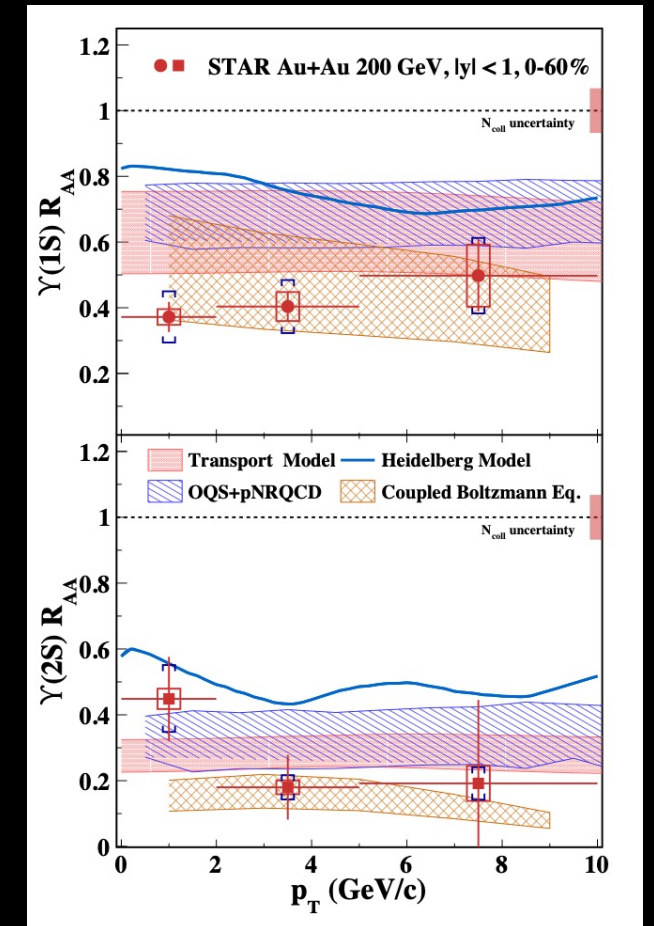 1.2
STAR Au+Au 200 GeV, |y| < 1, 0-60%
1
N_coll uncertainty
0.8
Υ(1S) R_AA
0.6
0.4
0.2
1.2
Transport Model
Heidelberg Model
OQS+pNRQCD
Coupled Boltzmann Eq.
1
N_coll uncertainty
0.8
Υ(2S) R_AA
0.6
0.4
0.2
0
0 2 4 6 8 10
p_T (GeV/c)